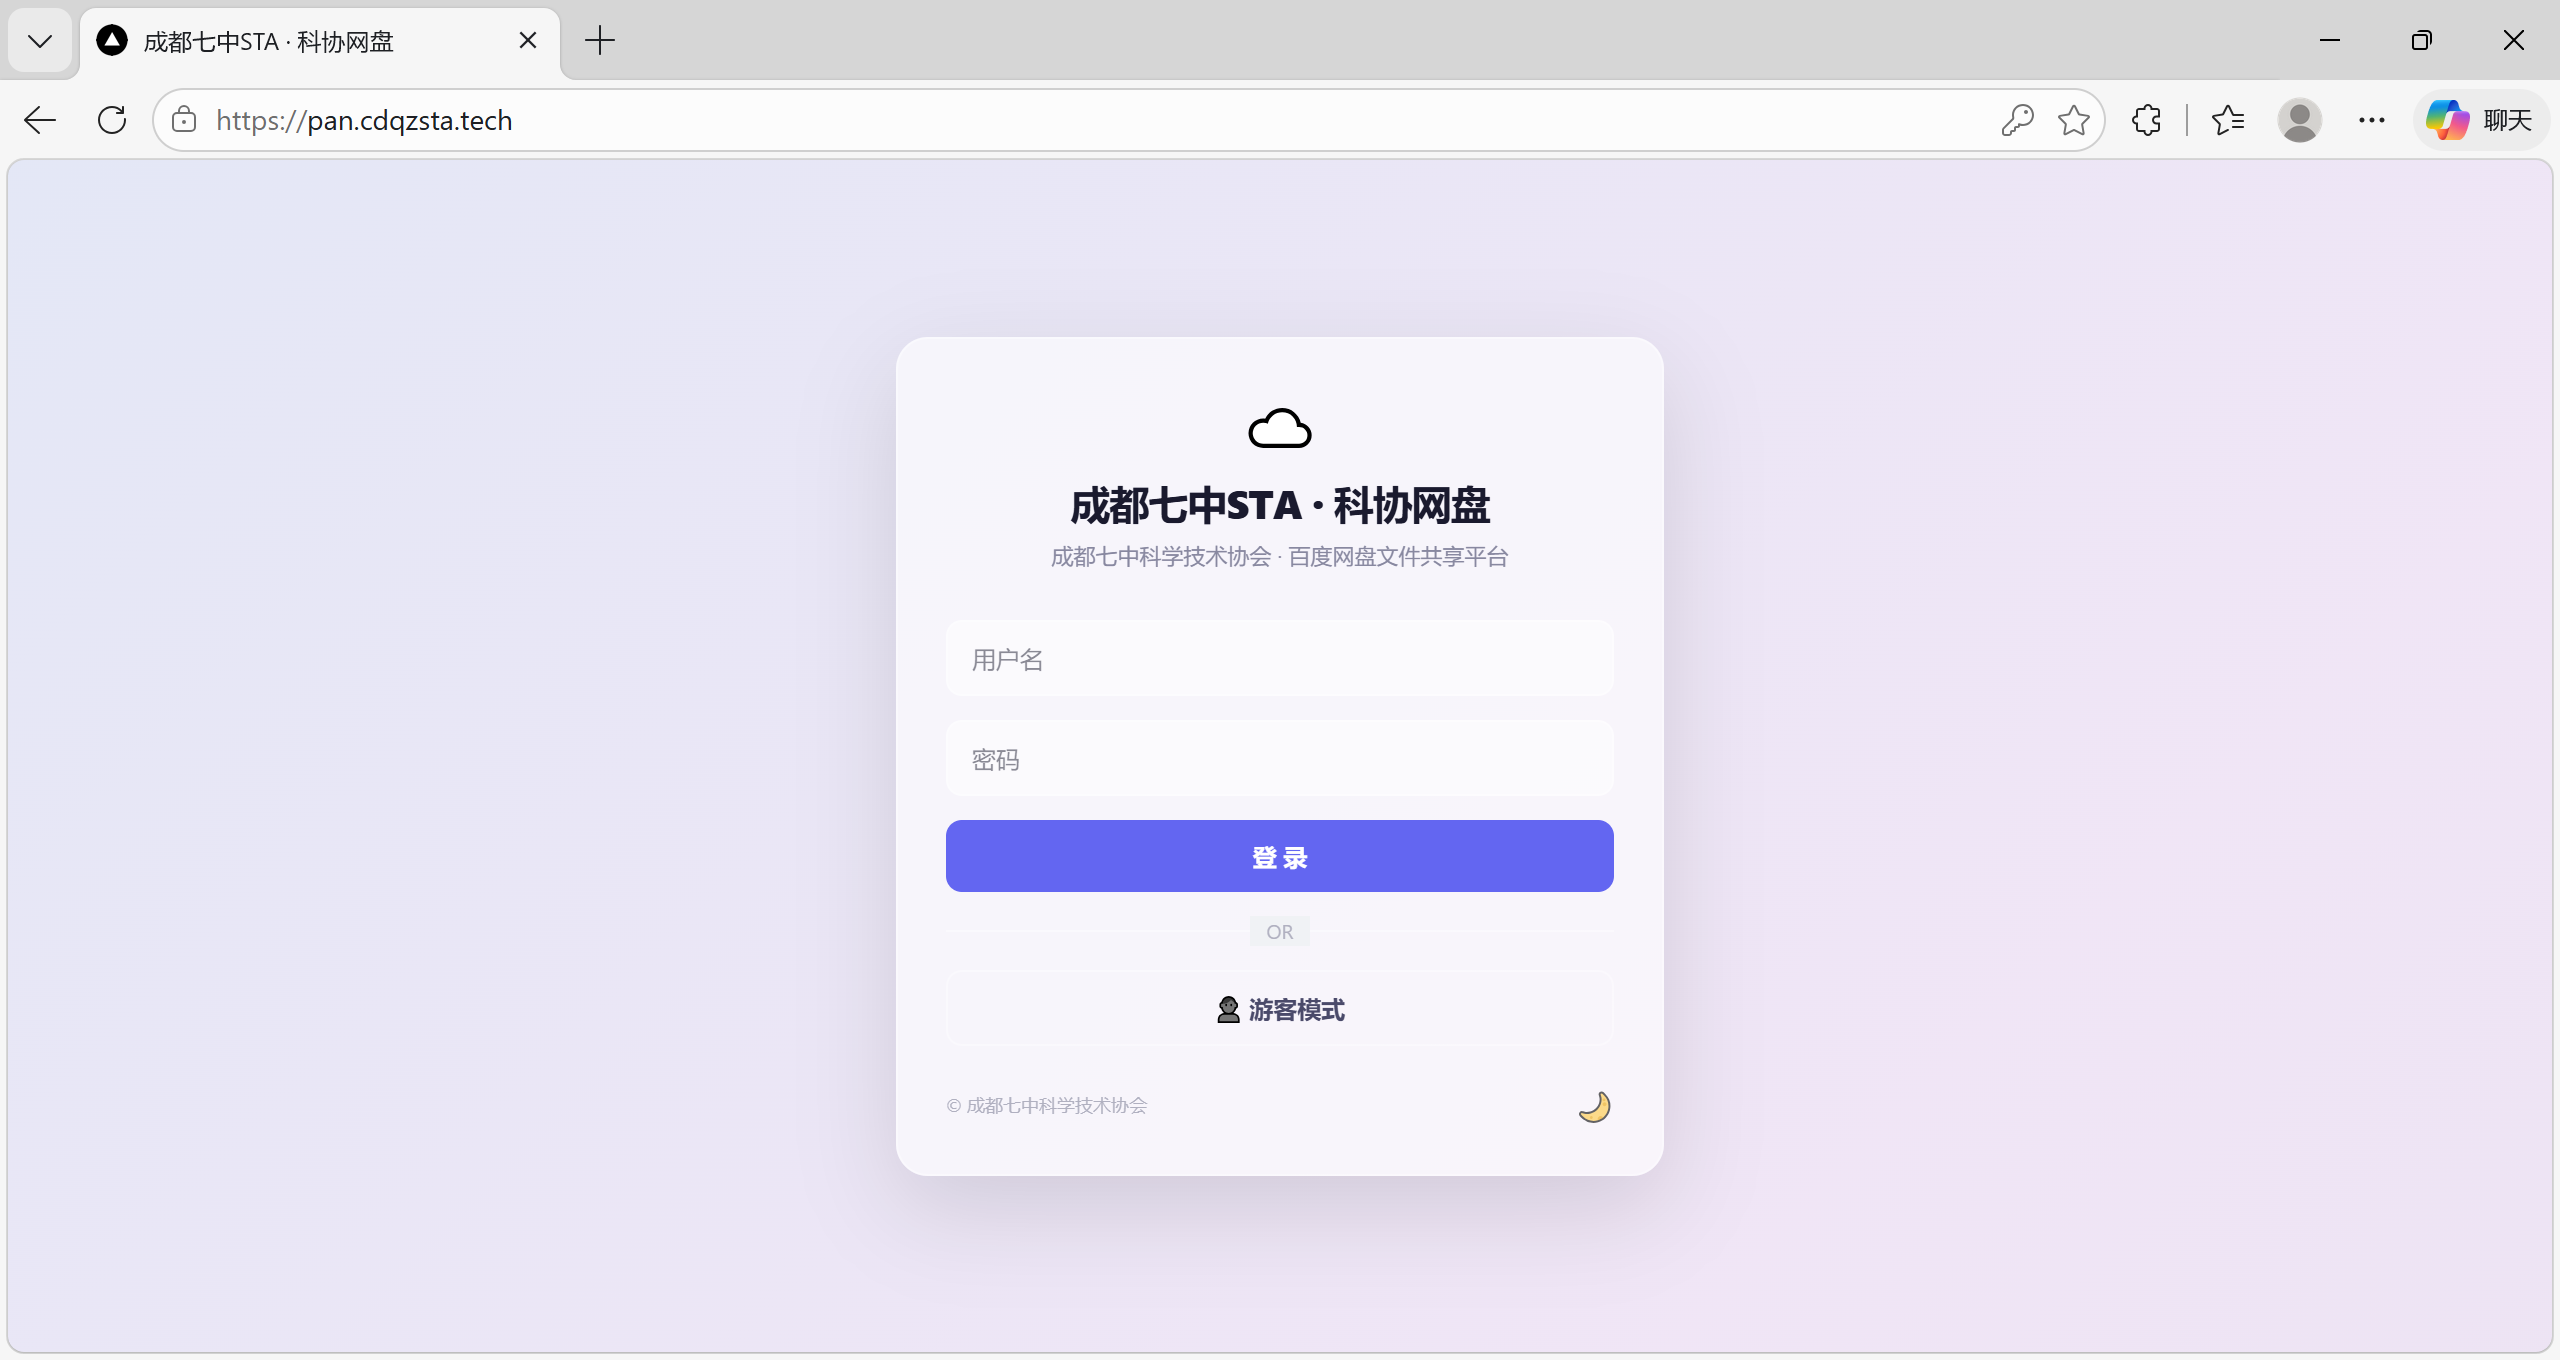 成都七中STA · 科协网盘
https://pan.cdqzsta.tech
聊天
成都七中STA · 科协网盘
成都七中科学技术协会 · 百度网盘文件共享平台
用户名
密码
登 录
OR
游客模式
© 成都七中科学技术协会